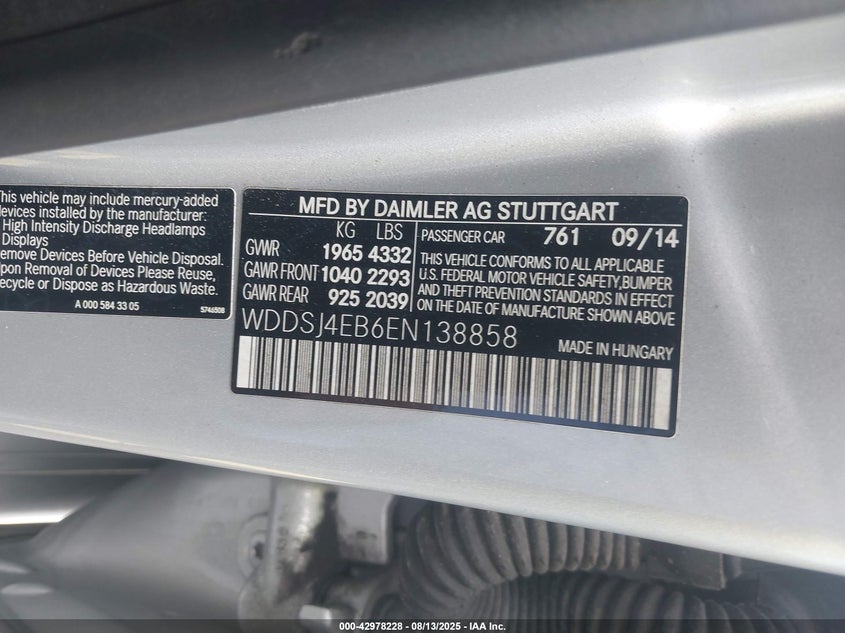 This vehicle may include mercury-added
devices installed by the manufacturer:
High Intensity Discharge Headlamps
Displays
Remove Devices Before Vehicle Disposal.
Upon Removal of Devices Please Reuse,
Recycle or Dispose as Hazardous Waste.
A 000 584 33 05
5746508
MFD BY DAIMLER AG STUTTGART
KG LBS
GVWR 1965 4332
GAWR FRONT 1040 2293
GAWR REAR 925 2039
PASSENGER CAR 761 09/14
THIS VEHICLE CONFORMS TO ALL APPLICABLE
U.S. FEDERAL MOTOR VEHICLE SAFETY, BUMPER
AND THEFT PREVENTION STANDARDS IN EFFECT
ON THE DATE OF MANUFACTURE SHOWN ABOVE
WDDSJ4EB6EN138858
MADE IN HUNGARY
000-42978228 - 08/13/2025 - IAA Inc.